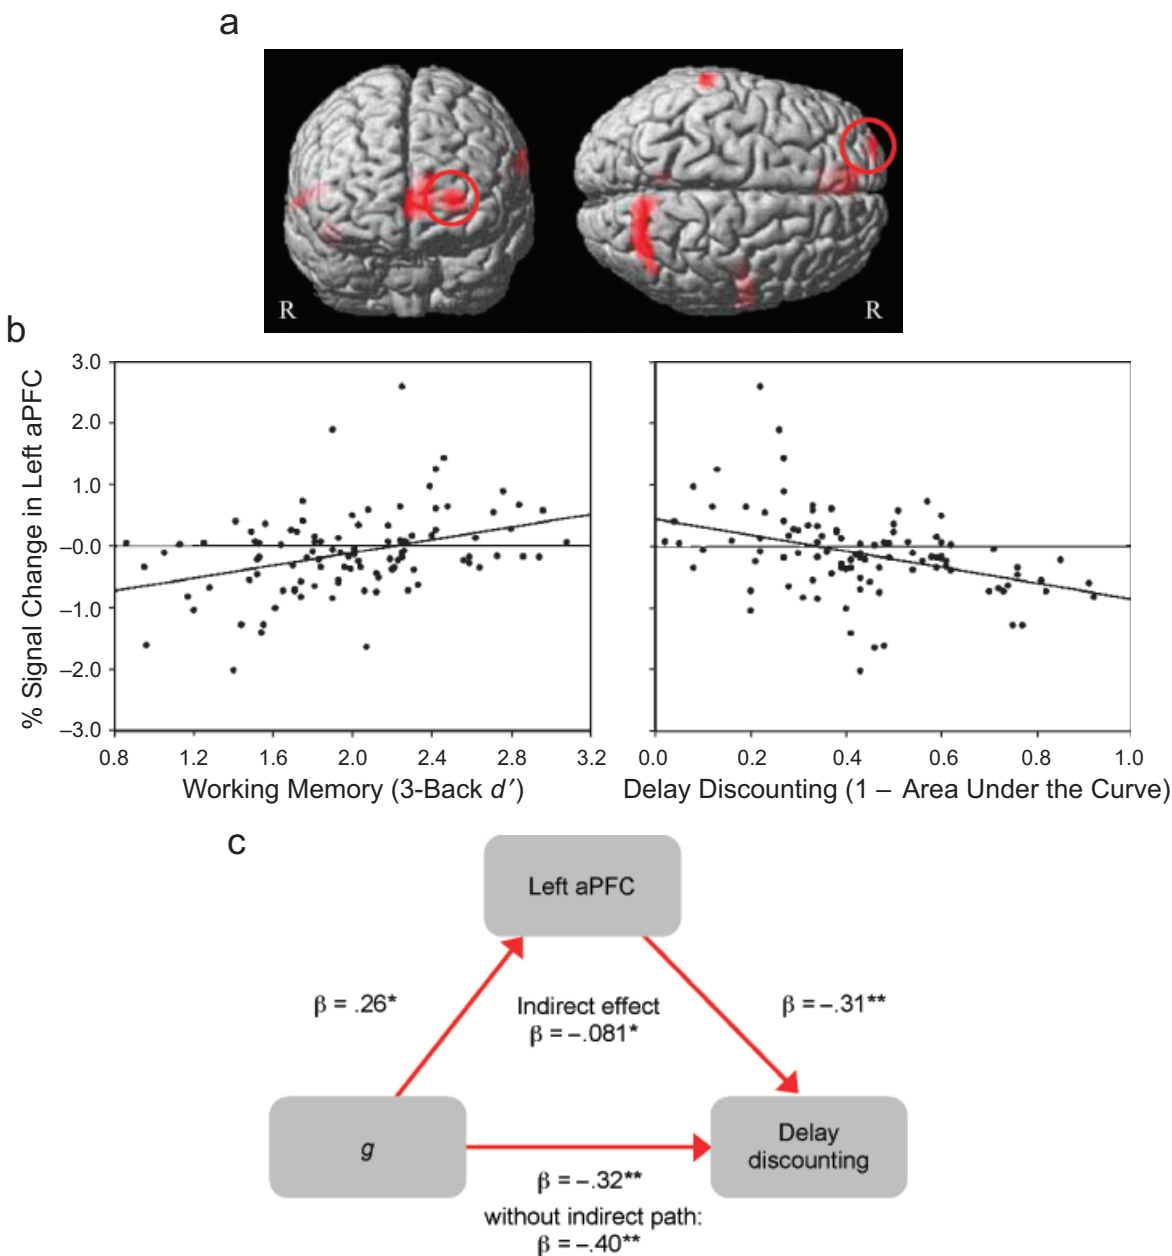 a
R
R
b
% Signal Change in Left aPFC
3.0
2.0
1.0
–0.0
–1.0
–2.0
–3.0
0.8 1.2 1.6 2.0 2.4 2.8 3.2
Working Memory (3-Back d′)
0.0 0.2 0.4 0.6 0.8 1.0
Delay Discounting (1 – Area Under the Curve)
c
Left aPFC
β = .26*
Indirect effect
β = –.081*
β = –.31**
g
Delay
discounting
β = –.32**
without indirect path:
β = –.40**